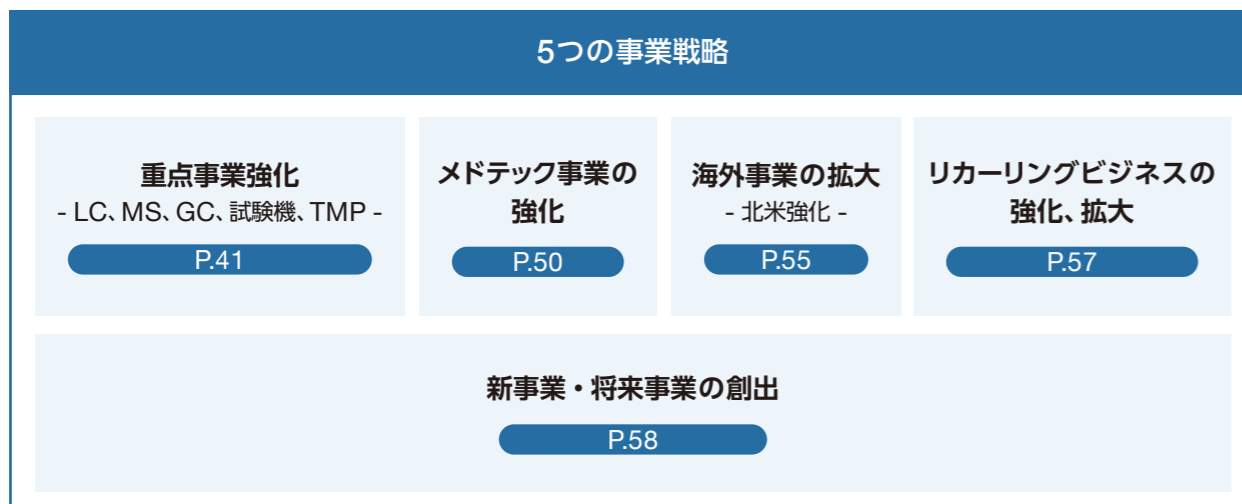 5つの事業戦略
重点事業強化
- LC、MS、GC、試験機、TMP -
P.41
メドテック事業の
強化
P.50
海外事業の拡大
- 北米強化 -
P.55
リカーリングビジネスの
強化、拡大
P.57
新事業・将来事業の創出
P.58